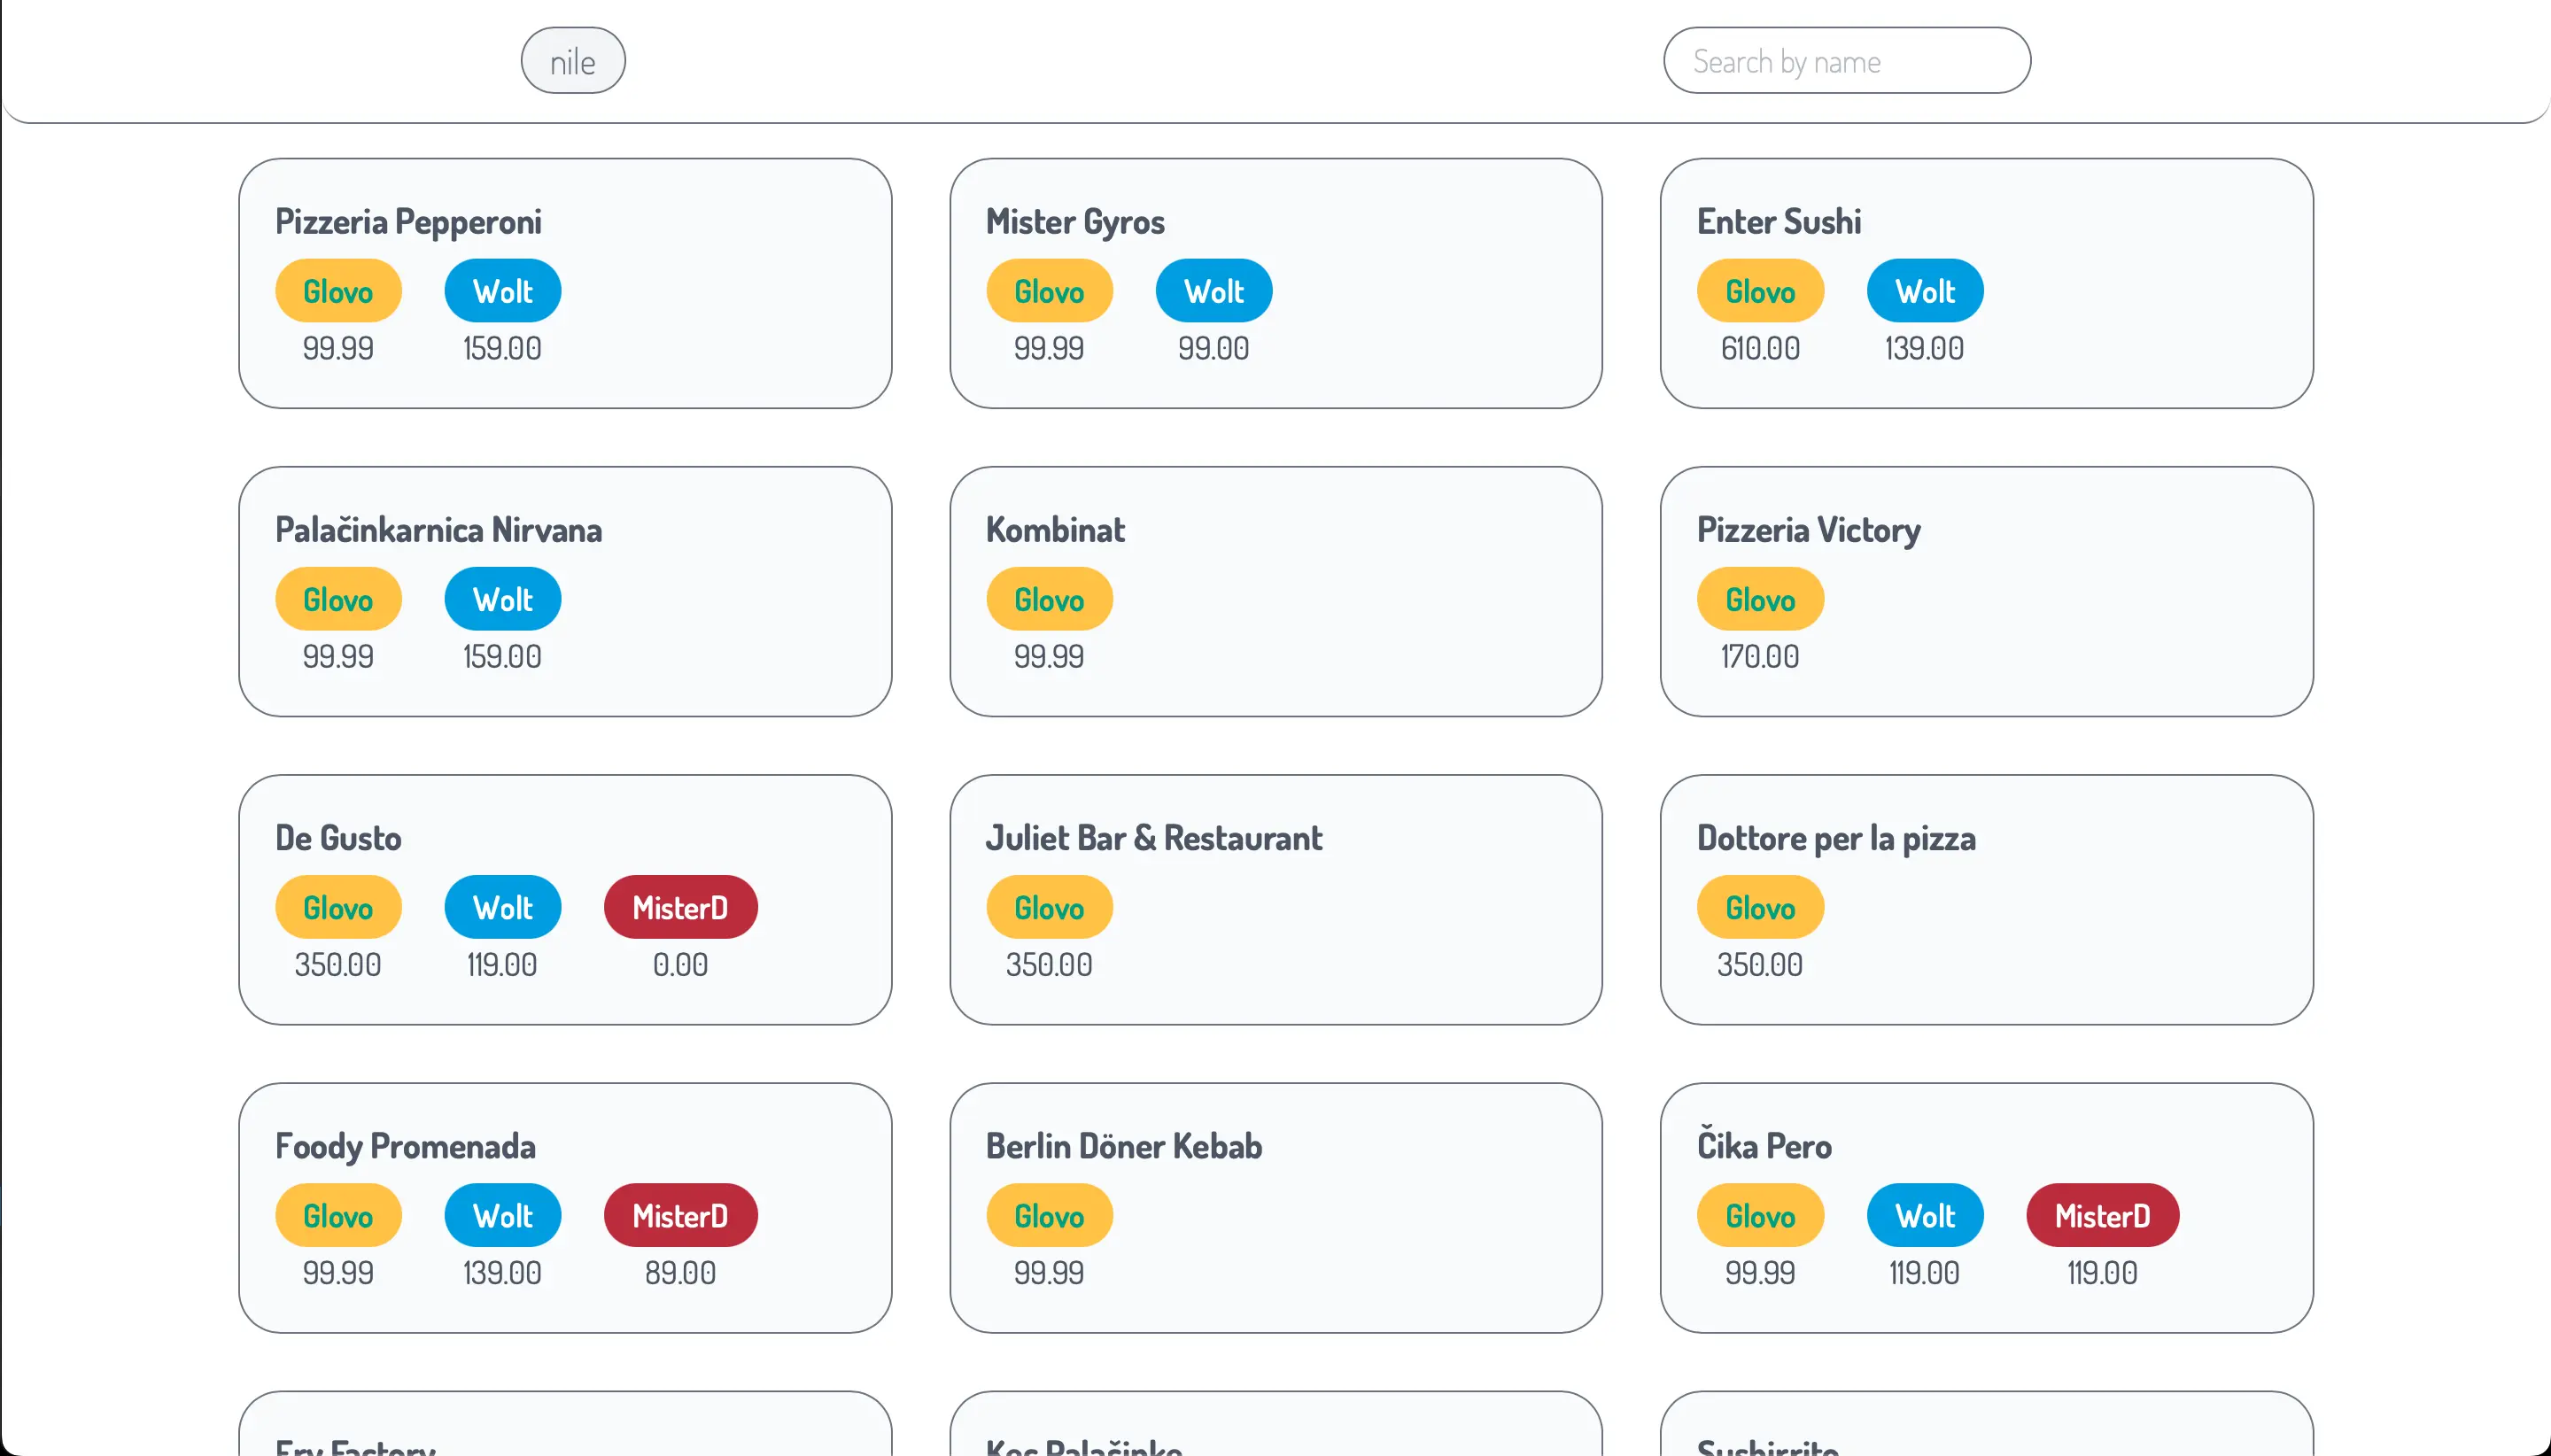 nile
Search by name
Pizzeria Pepperoni
Glovo Wolt
99.99 159.00
Mister Gyros
Glovo Wolt
99.99 99.00
Enter Sushi
Glovo Wolt
610.00 139.00
Palačinkarnica Nirvana
Glovo Wolt
99.99 159.00
Kombinat
Glovo
99.99
Pizzeria Victory
Glovo
170.00
De Gusto
Glovo Wolt MisterD
350.00 119.00 0.00
Juliet Bar & Restaurant
Glovo
350.00
Dottore per la pizza
Glovo
350.00
Foody Promenada
Glovo Wolt MisterD
99.99 139.00 89.00
Berlin Döner Kebab
Glovo
99.99
Čika Pero
Glovo Wolt MisterD
99.99 119.00 119.00
Fry Factory
Kec Palačinke
Sushirrito